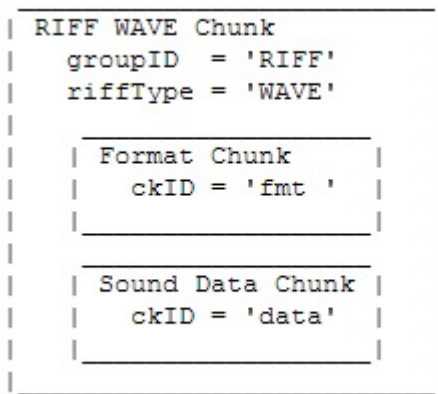 RIFF WAVE Chunk
groupID = 'RIFF'
riffType = 'WAVE'
Format Chunk
ckID = 'fmt '
Sound Data Chunk
ckID = 'data'